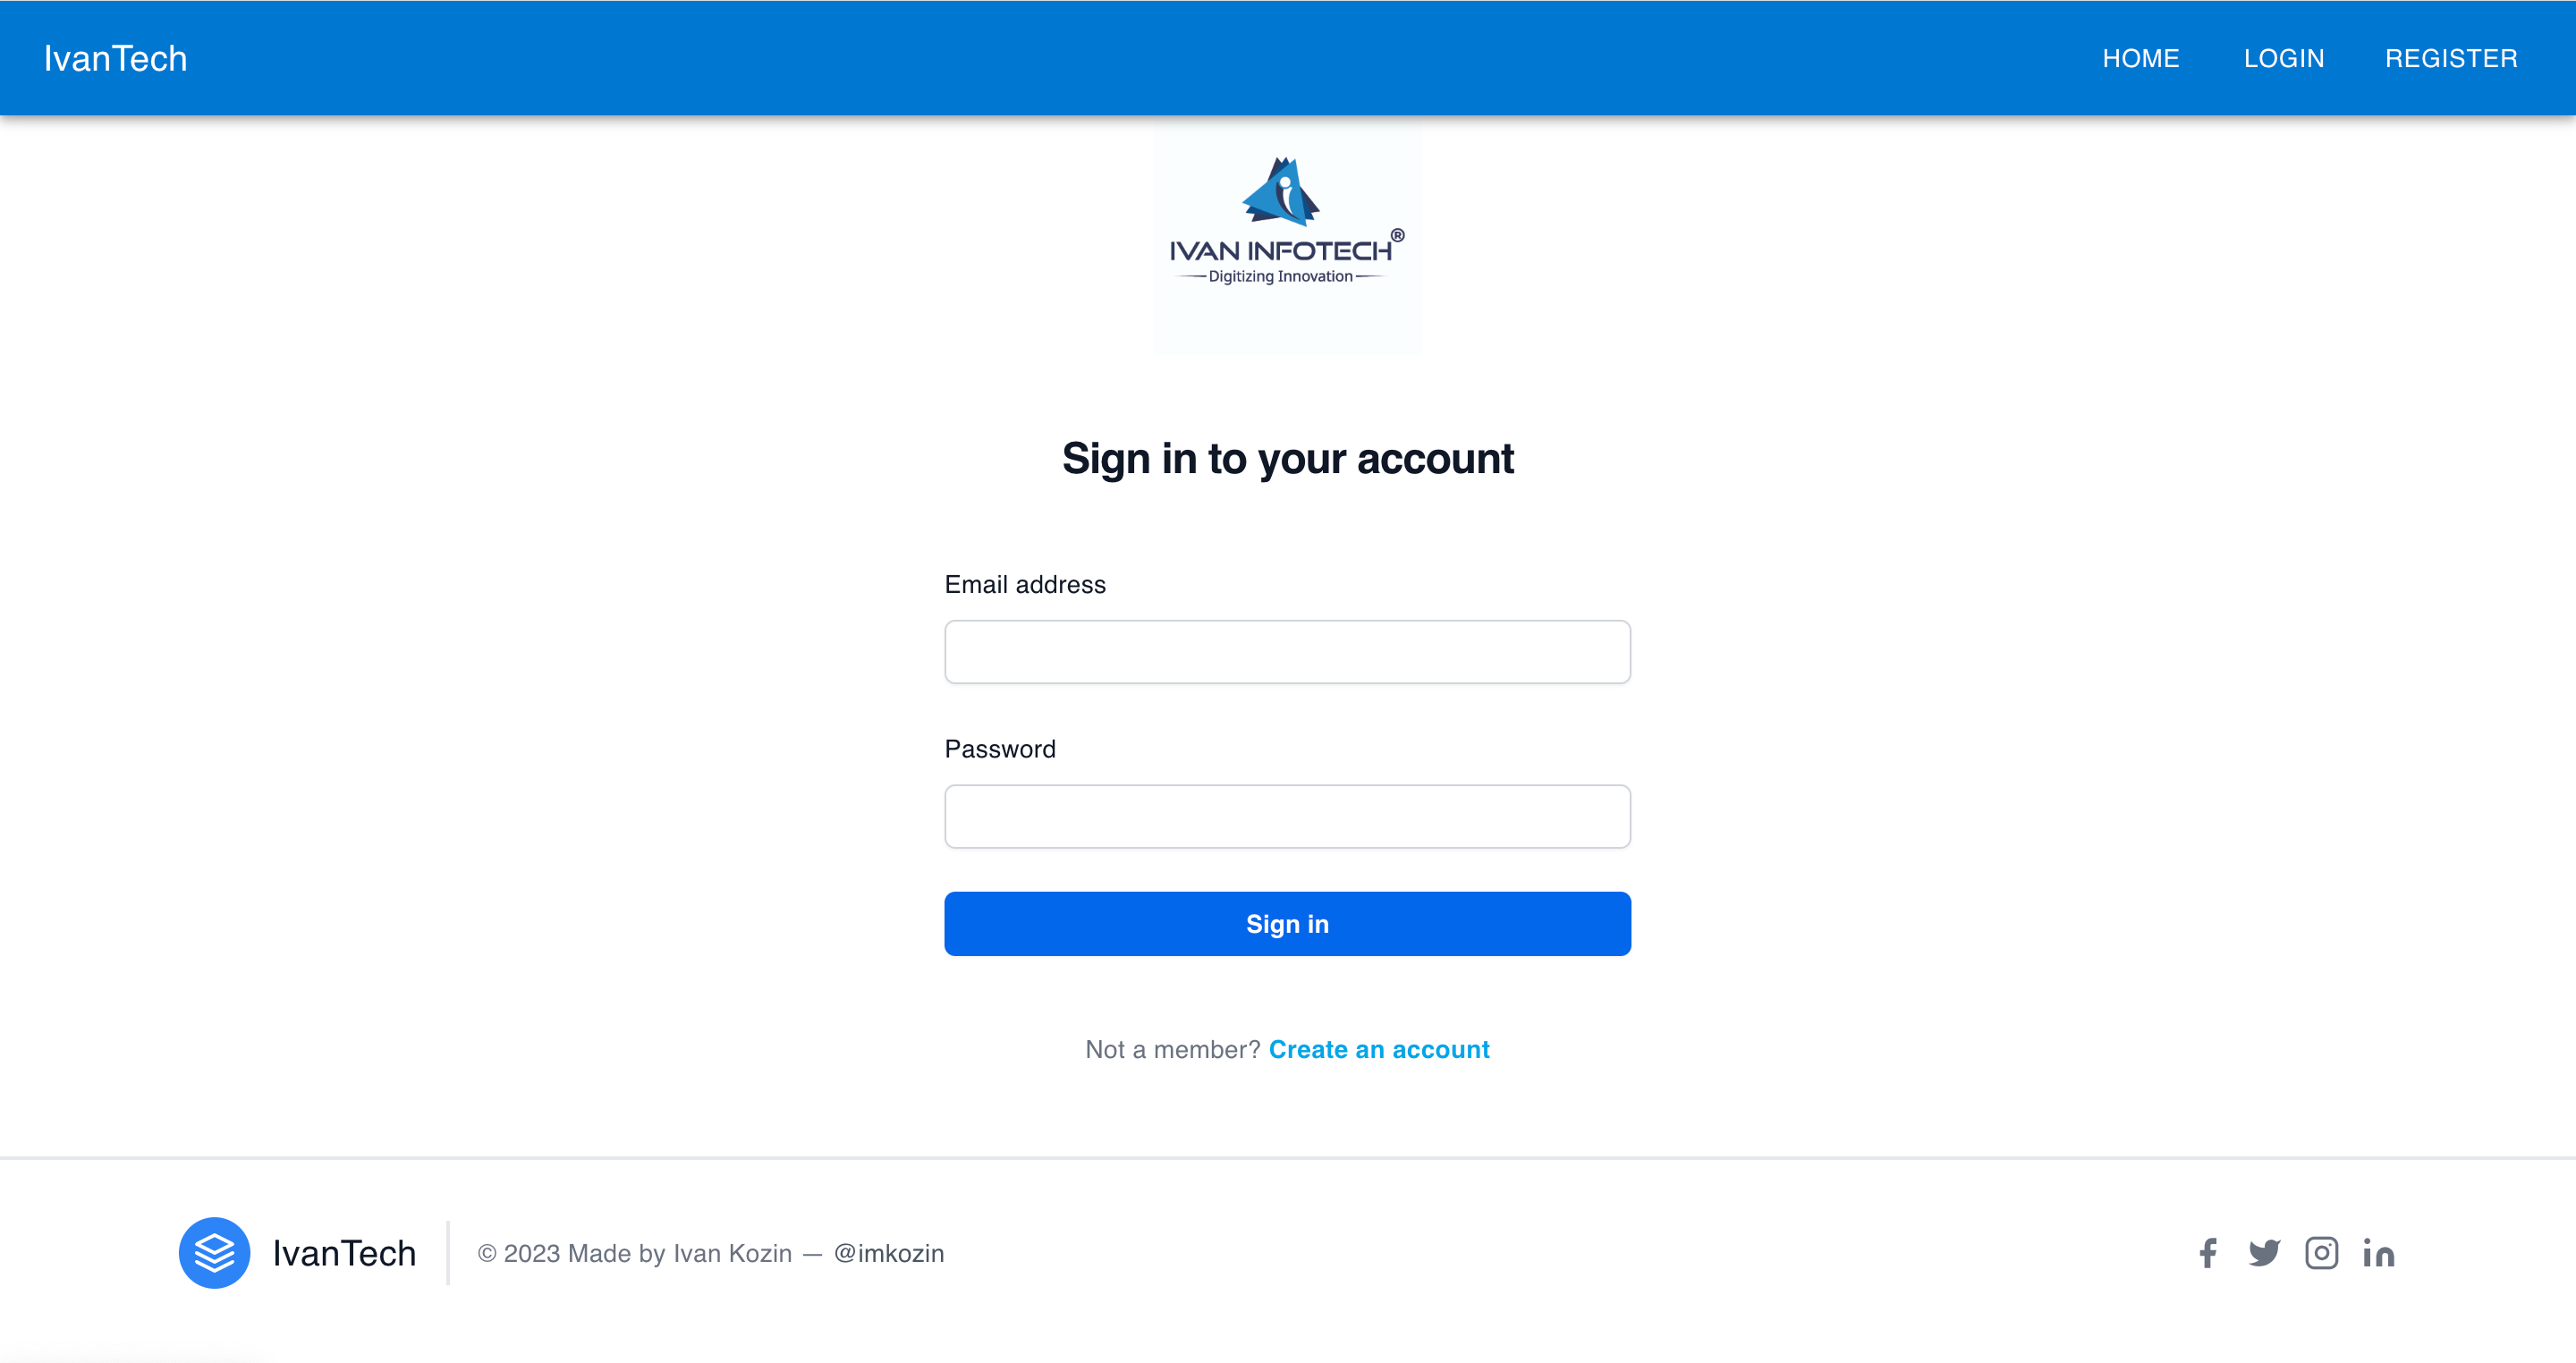 IvanTech
HOME LOGIN REGISTER
IVAN INFOTECH®
Digitizing Innovation
Sign in to your account
Email address
Password
Sign in
Not a member? Create an account
IvanTech
© 2023 Made by Ivan Kozin — @imkozin